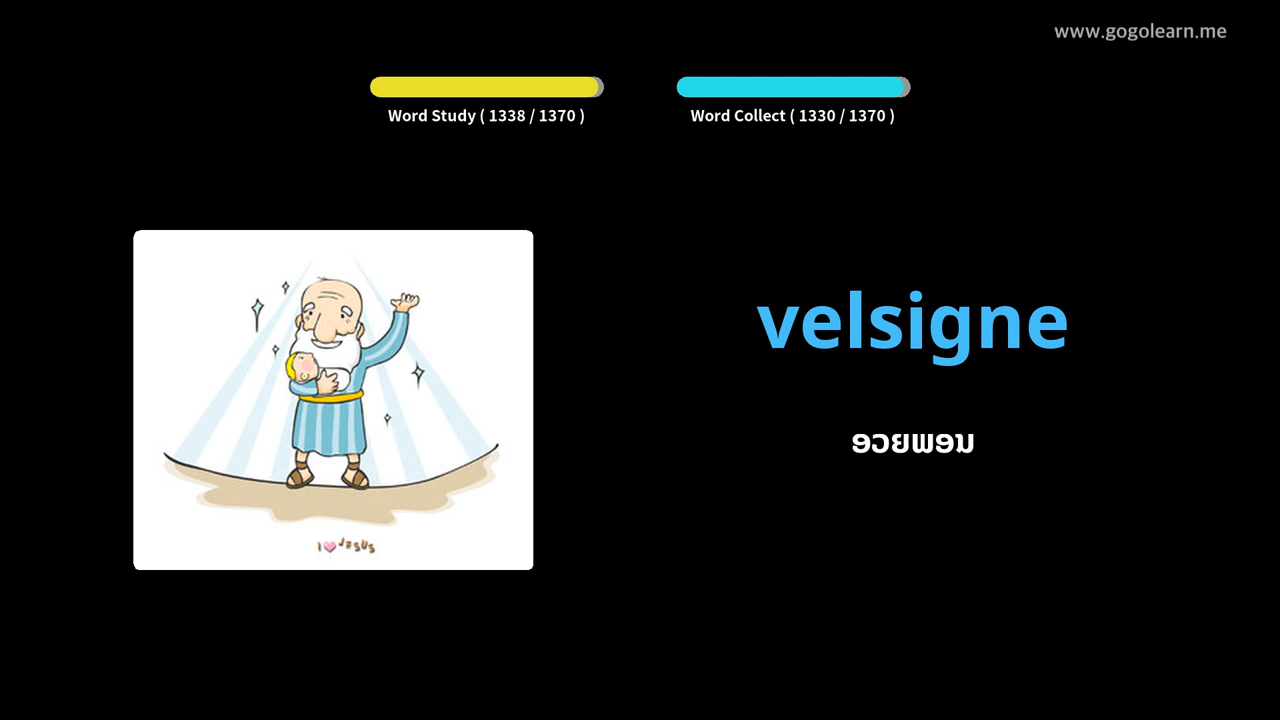 www.gogolearn.me
Word Study ( 1338 / 1370 )
Word Collect ( 1330 / 1370 )
velsigne
ອວຍພອນ
I JESUS